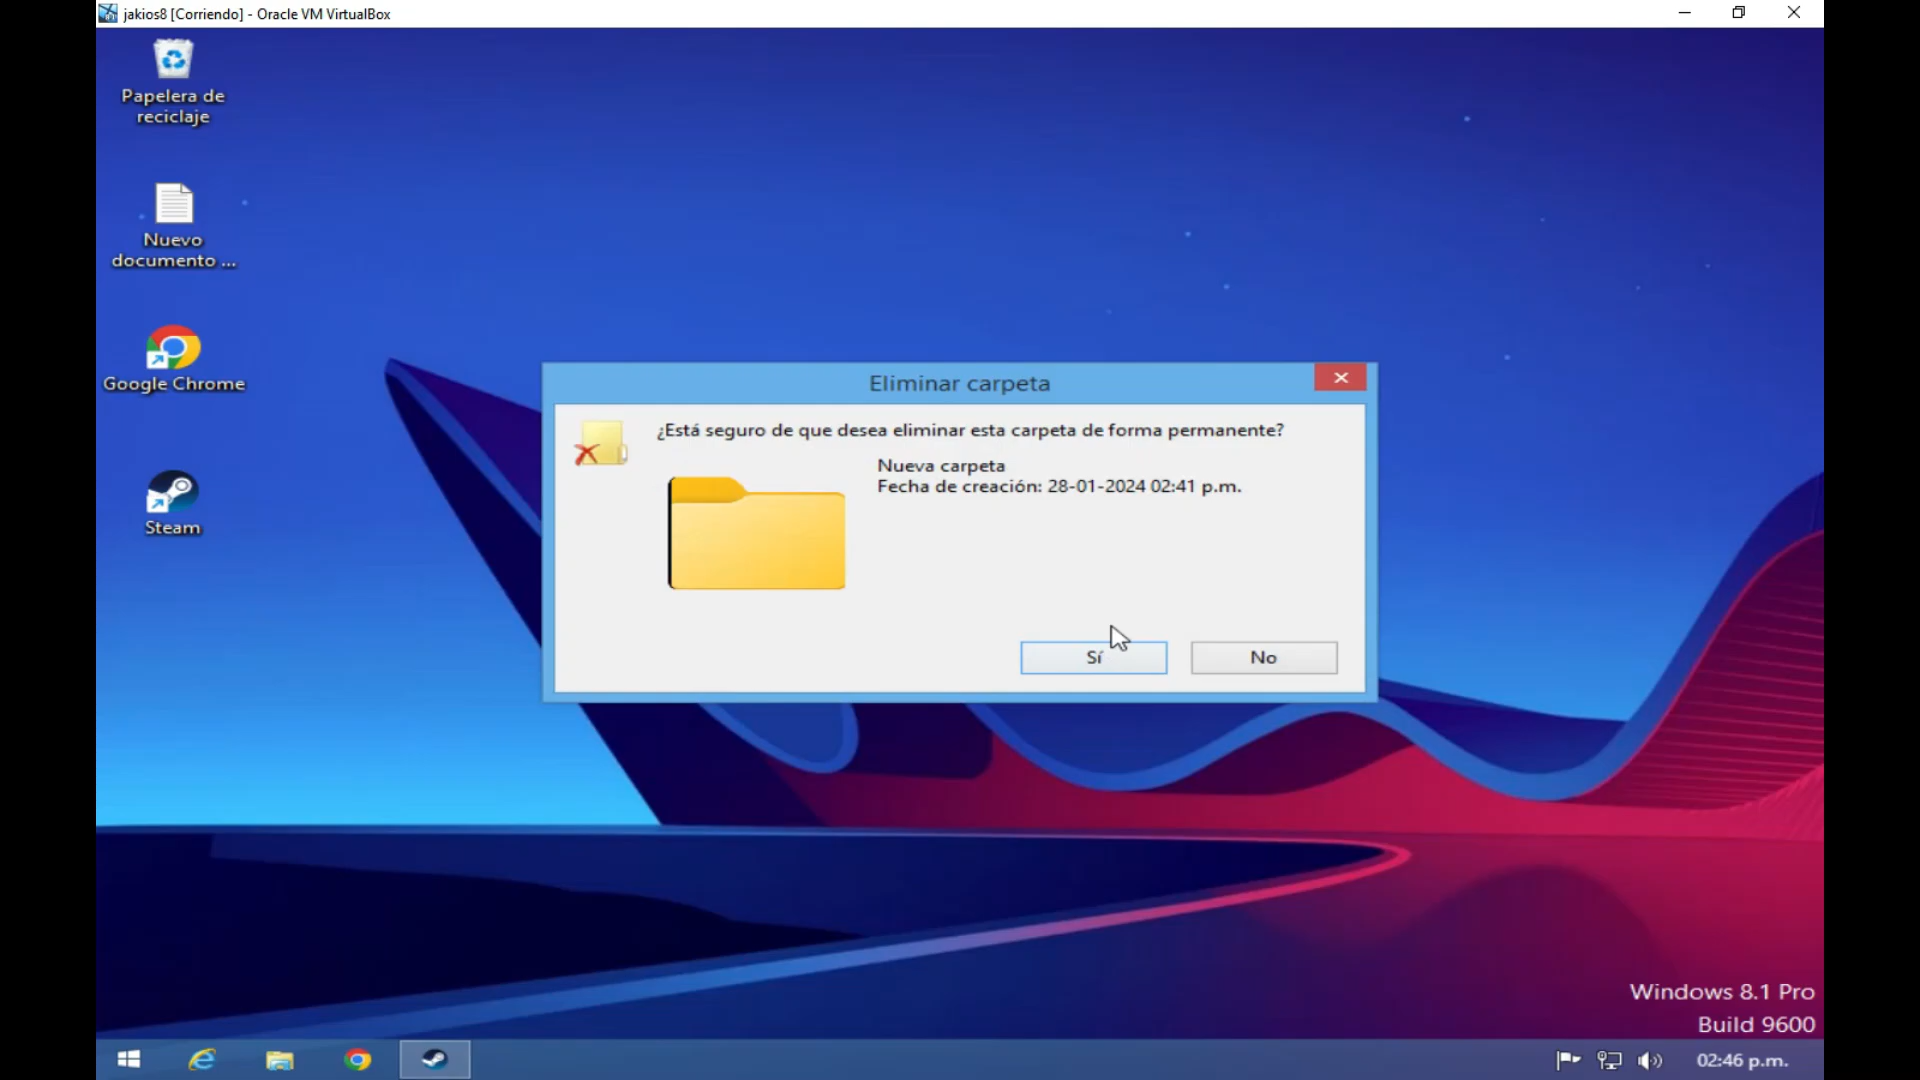 jakios8 [Corriendo] - Oracle VM VirtualBox
Papelera de
reciclaje
Nuevo
documento ...
Google Chrome
Steam
Eliminar carpeta
¿Está seguro de que desea eliminar esta carpeta de forma permanente?
Nueva carpeta
Fecha de creación: 28-01-2024 02:41 p.m.
Sí
No
Windows 8.1 Pro
Build 9600
02:46 p.m.